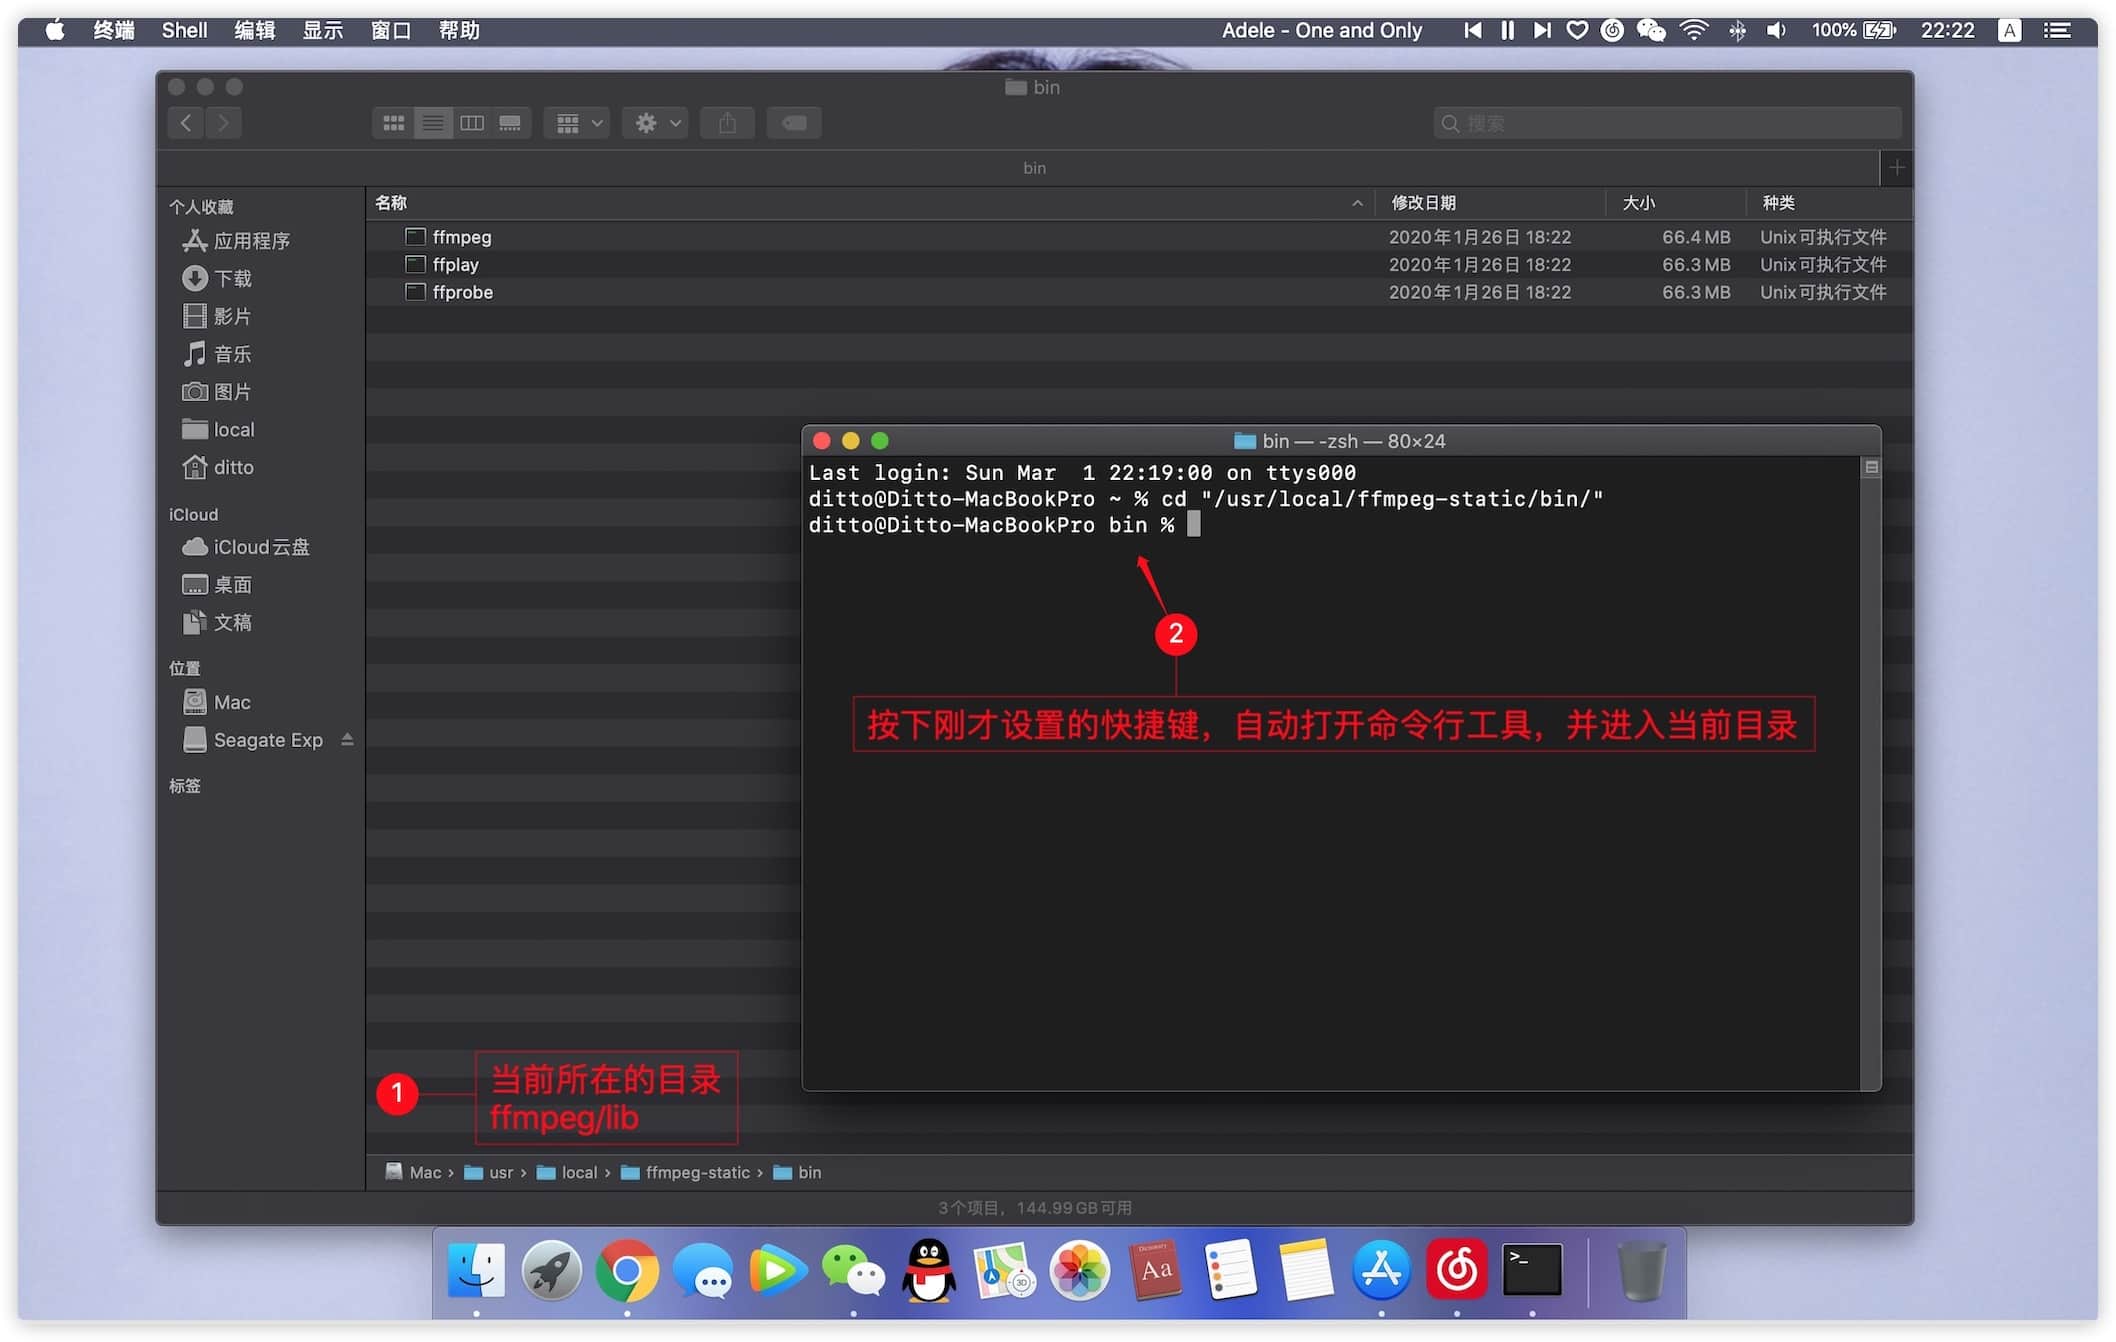 终端 Shell 编辑 显示 窗口 帮助 Adele - One and Only 100% 22:22 A
bin
搜索
bin
个人收藏
应用程序
下载
影片
音乐
图片
local
ditto
iCloud
iCloud云盘
桌面
文稿
位置
Mac
Seagate Exp
标签
名称 修改日期 大小 种类
ffmpeg 2020年1月26日 18:22 66.4 MB Unix可执行文件
ffplay 2020年1月26日 18:22 66.3 MB Unix可执行文件
ffprobe 2020年1月26日 18:22 66.3 MB Unix可执行文件
bin — -zsh — 80×24
Last login: Sun Mar  1 22:19:00 on ttys000
ditto@Ditto-MacBookPro ~ % cd "/usr/local/ffmpeg-static/bin/"
ditto@Ditto-MacBookPro bin %
2
按下刚才设置的快捷键，自动打开命令行工具，并进入当前目录
1
当前所在的目录
ffmpeg/lib
Mac › usr › local › ffmpeg-static › bin
3个项目，144.99 GB 可用
3D
Dictionary
Aa
>_